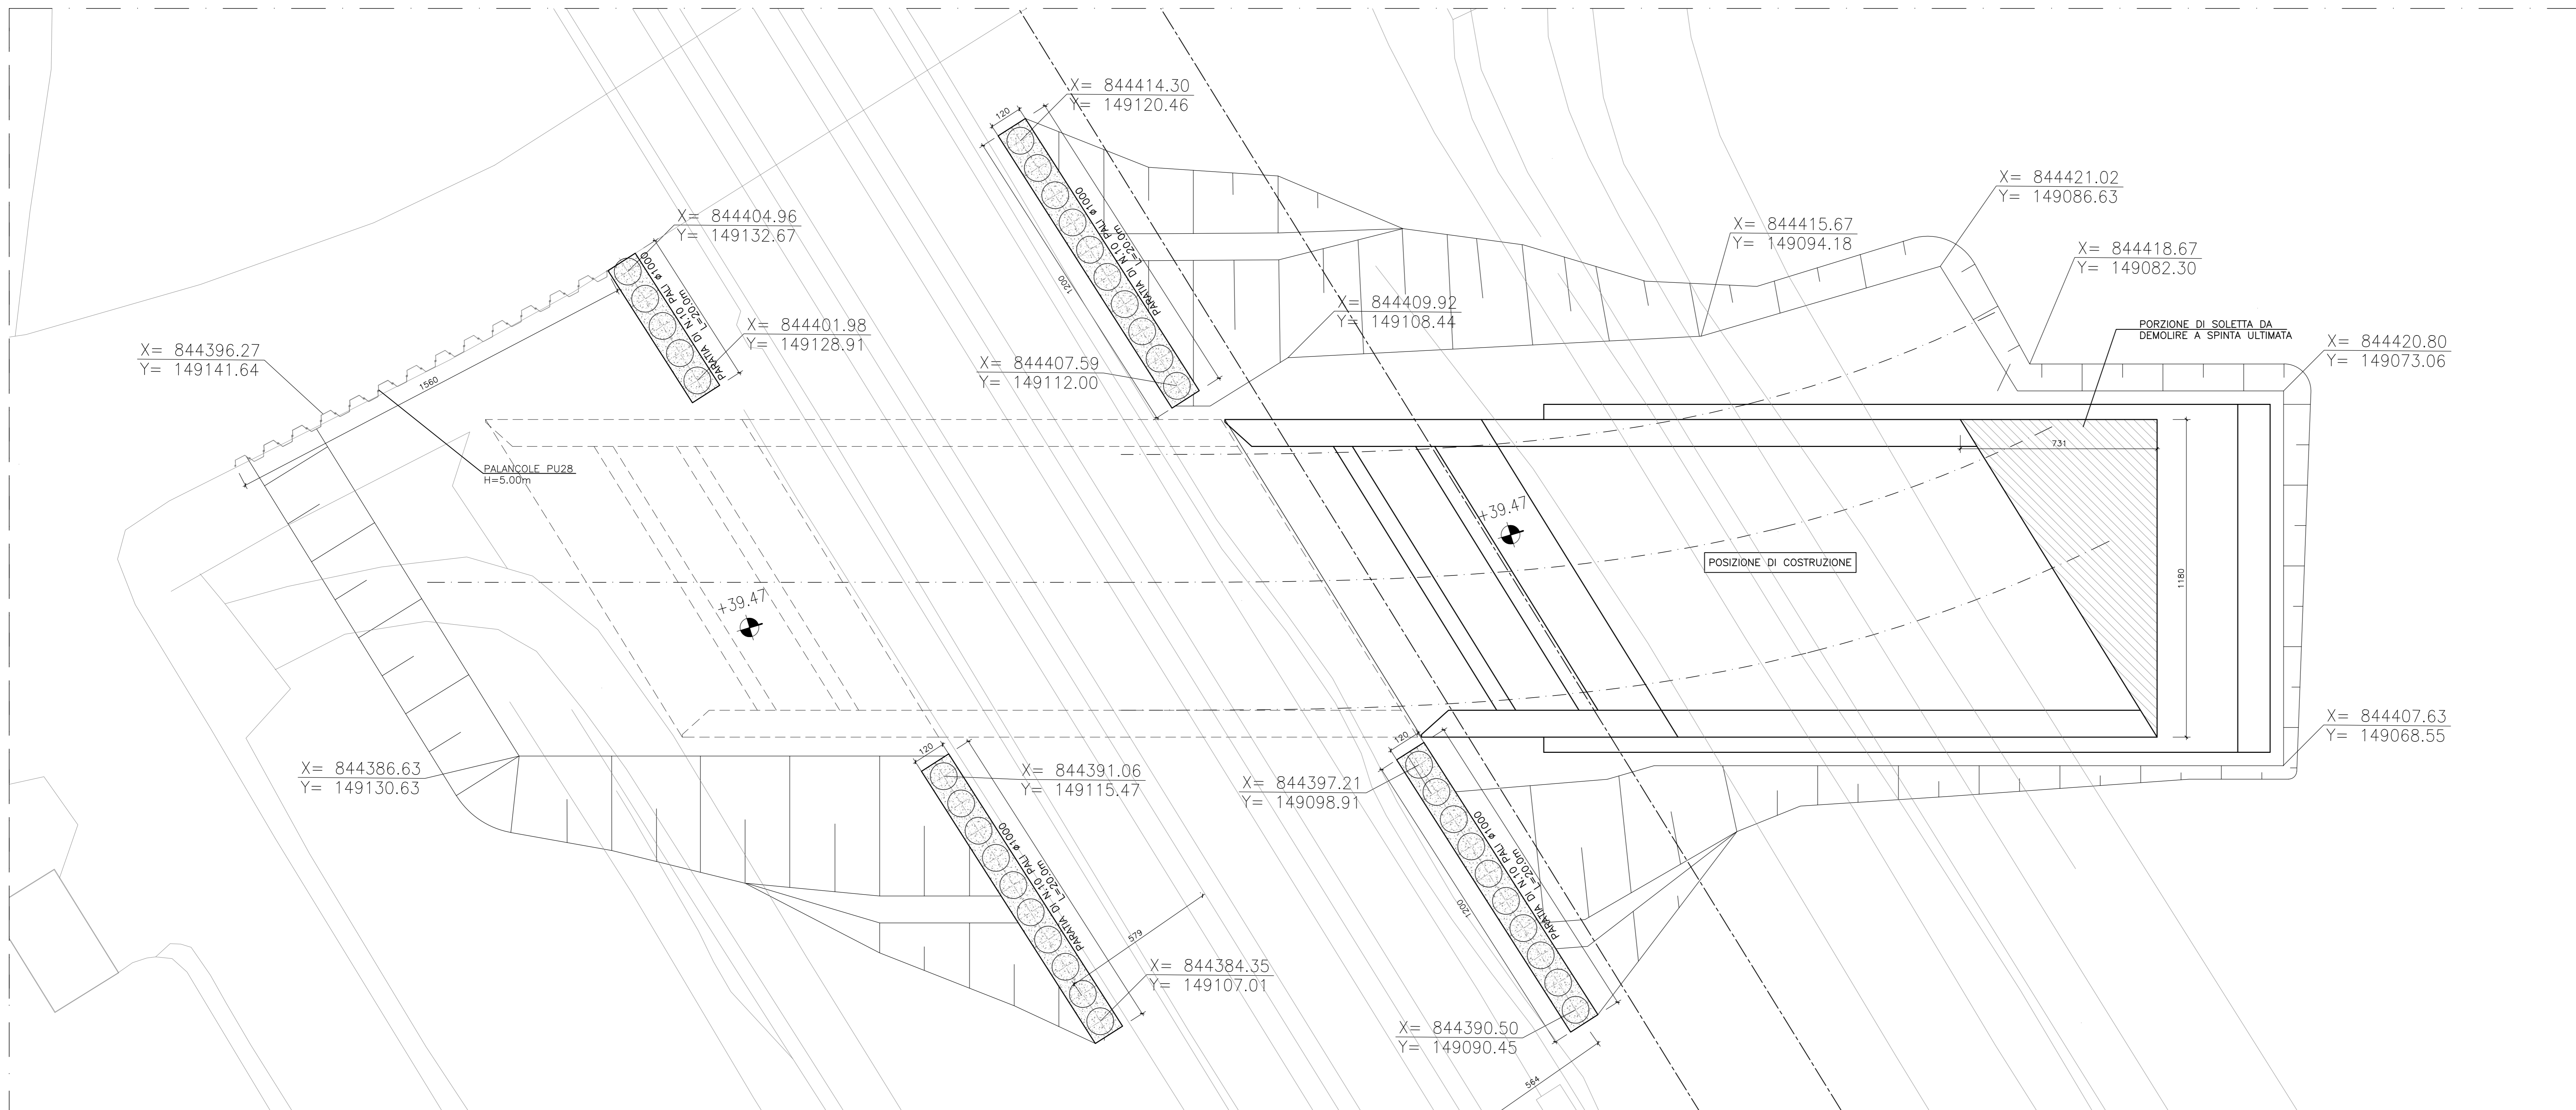 X= 844414.30
Y= 149120.46
120
PARATIA DI N.10 PALI ø1000
L=20.0m
1200
X= 844421.02
Y= 149086.63
X= 844404.96
Y= 149132.67
X= 844415.67
Y= 149094.18
X= 844418.67
Y= 149082.30
PARATIA DI N.10 PALI ø1000
L=20.0m
X= 844409.92
Y= 149108.44
X= 844401.98
Y= 149128.91
PORZIONE DI SOLETTA DA
DEMOLIRE A SPINTA ULTIMATA
X= 844420.80
Y= 149073.06
X= 844396.27
Y= 149141.64
1560
X= 844407.59
Y= 149112.00
731
PALANCOLE PU28
H=5.00m
+39.47
POSIZIONE DI COSTRUZIONE
1180
+39.47
X= 844407.63
Y= 149068.55
120
120
X= 844386.63
Y= 149130.63
X= 844391.06
Y= 149115.47
X= 844397.21
Y= 149098.91
PARATIA DI N.10 PALI ø1000
L=20.0m
PARATIA DI N.10 PALI ø1000
L=20.0m
1200
579
X= 844384.35
Y= 149107.01
X= 844390.50
Y= 149090.45
564